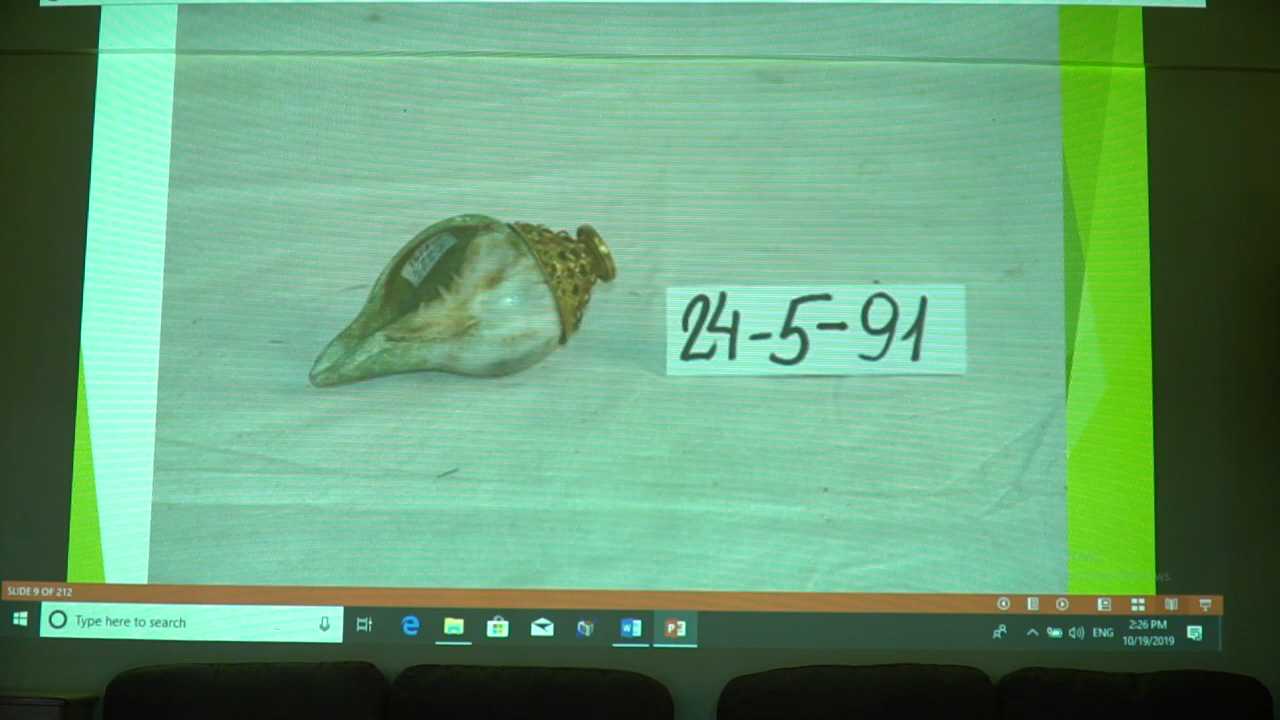 24-5-91
SLIDE 9 OF 212
Type here to search
ENG
2:26 PM
10/19/2019